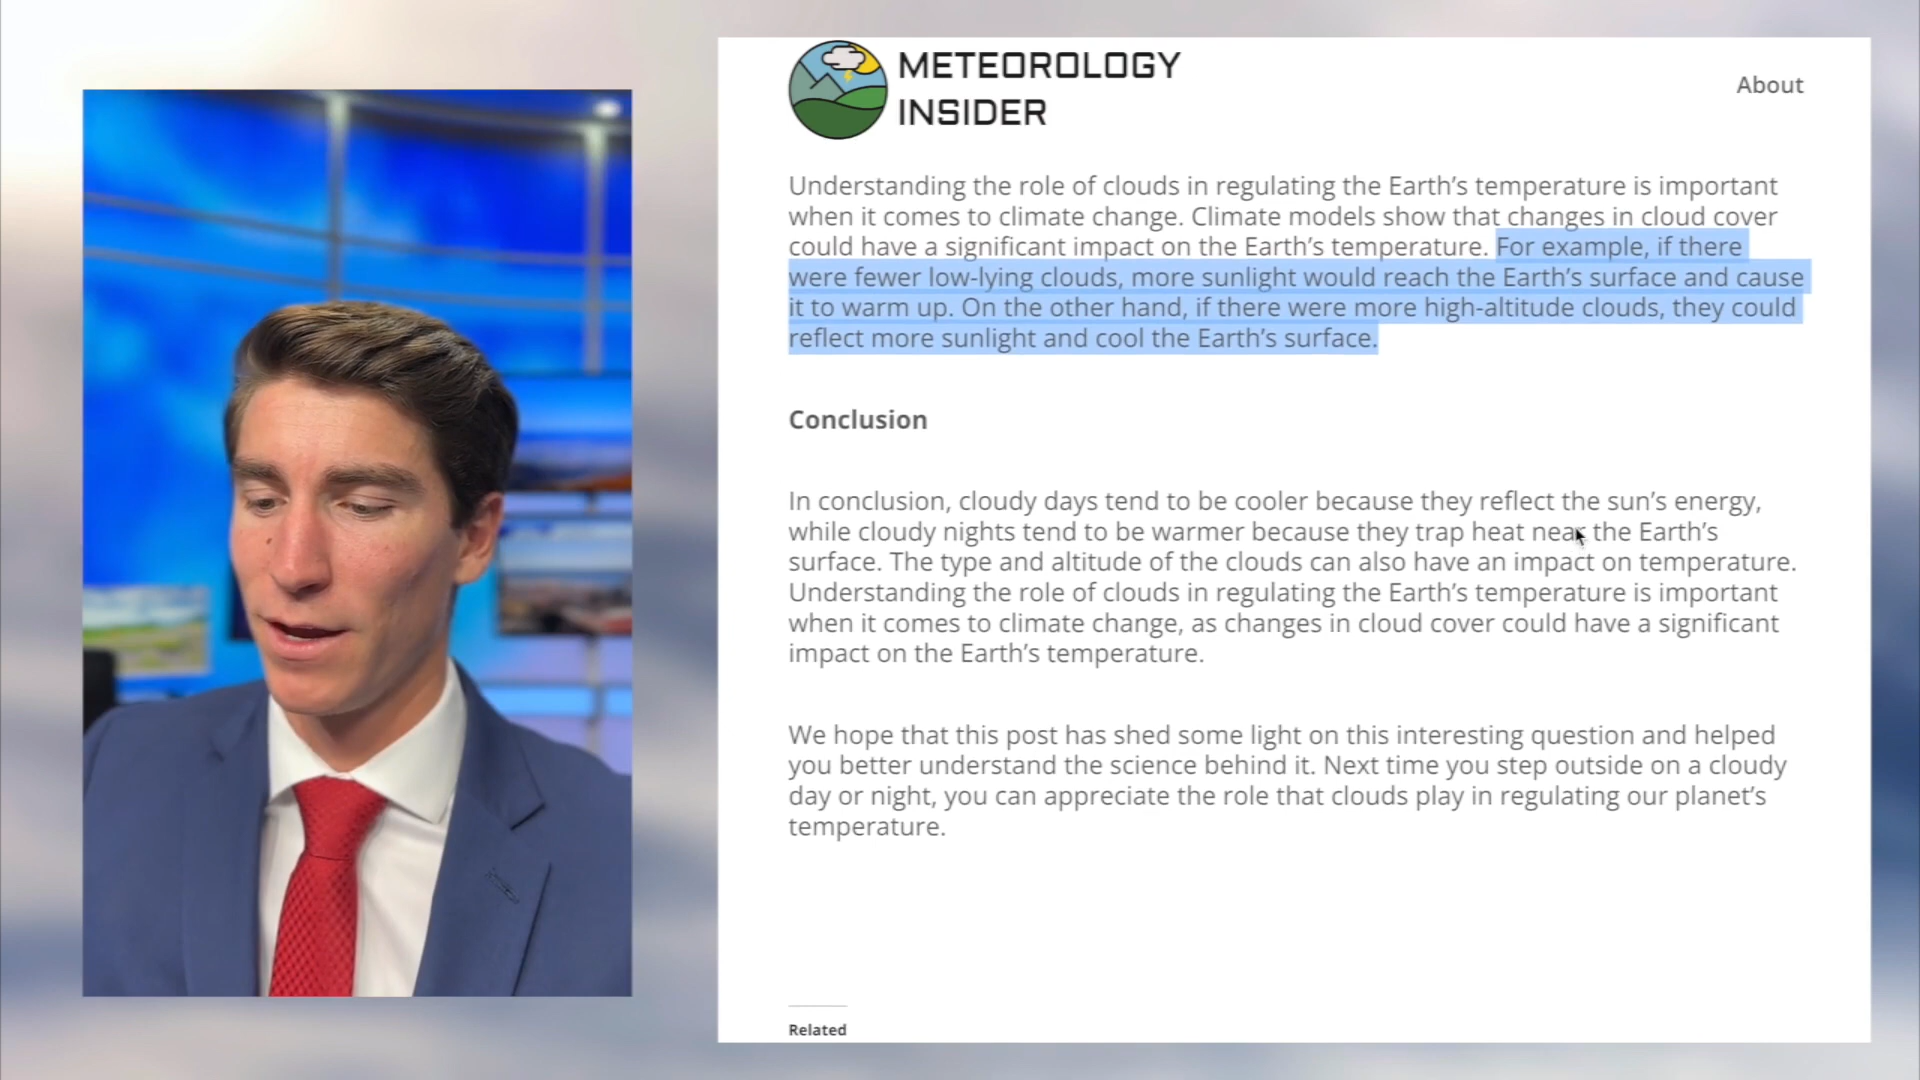 METEOROLOGY
INSIDER
About
Understanding the role of clouds in regulating the Earth’s temperature is important
when it comes to climate change. Climate models show that changes in cloud cover
could have a significant impact on the Earth’s temperature. For example, if there
were fewer low-lying clouds, more sunlight would reach the Earth’s surface and cause
it to warm up. On the other hand, if there were more high-altitude clouds, they could
reflect more sunlight and cool the Earth’s surface.
Conclusion
In conclusion, cloudy days tend to be cooler because they reflect the sun’s energy,
while cloudy nights tend to be warmer because they trap heat near the Earth’s
surface. The type and altitude of the clouds can also have an impact on temperature.
Understanding the role of clouds in regulating the Earth’s temperature is important
when it comes to climate change, as changes in cloud cover could have a significant
impact on the Earth’s temperature.
We hope that this post has shed some light on this interesting question and helped
you better understand the science behind it. Next time you step outside on a cloudy
day or night, you can appreciate the role that clouds play in regulating our planet’s
temperature.
Related